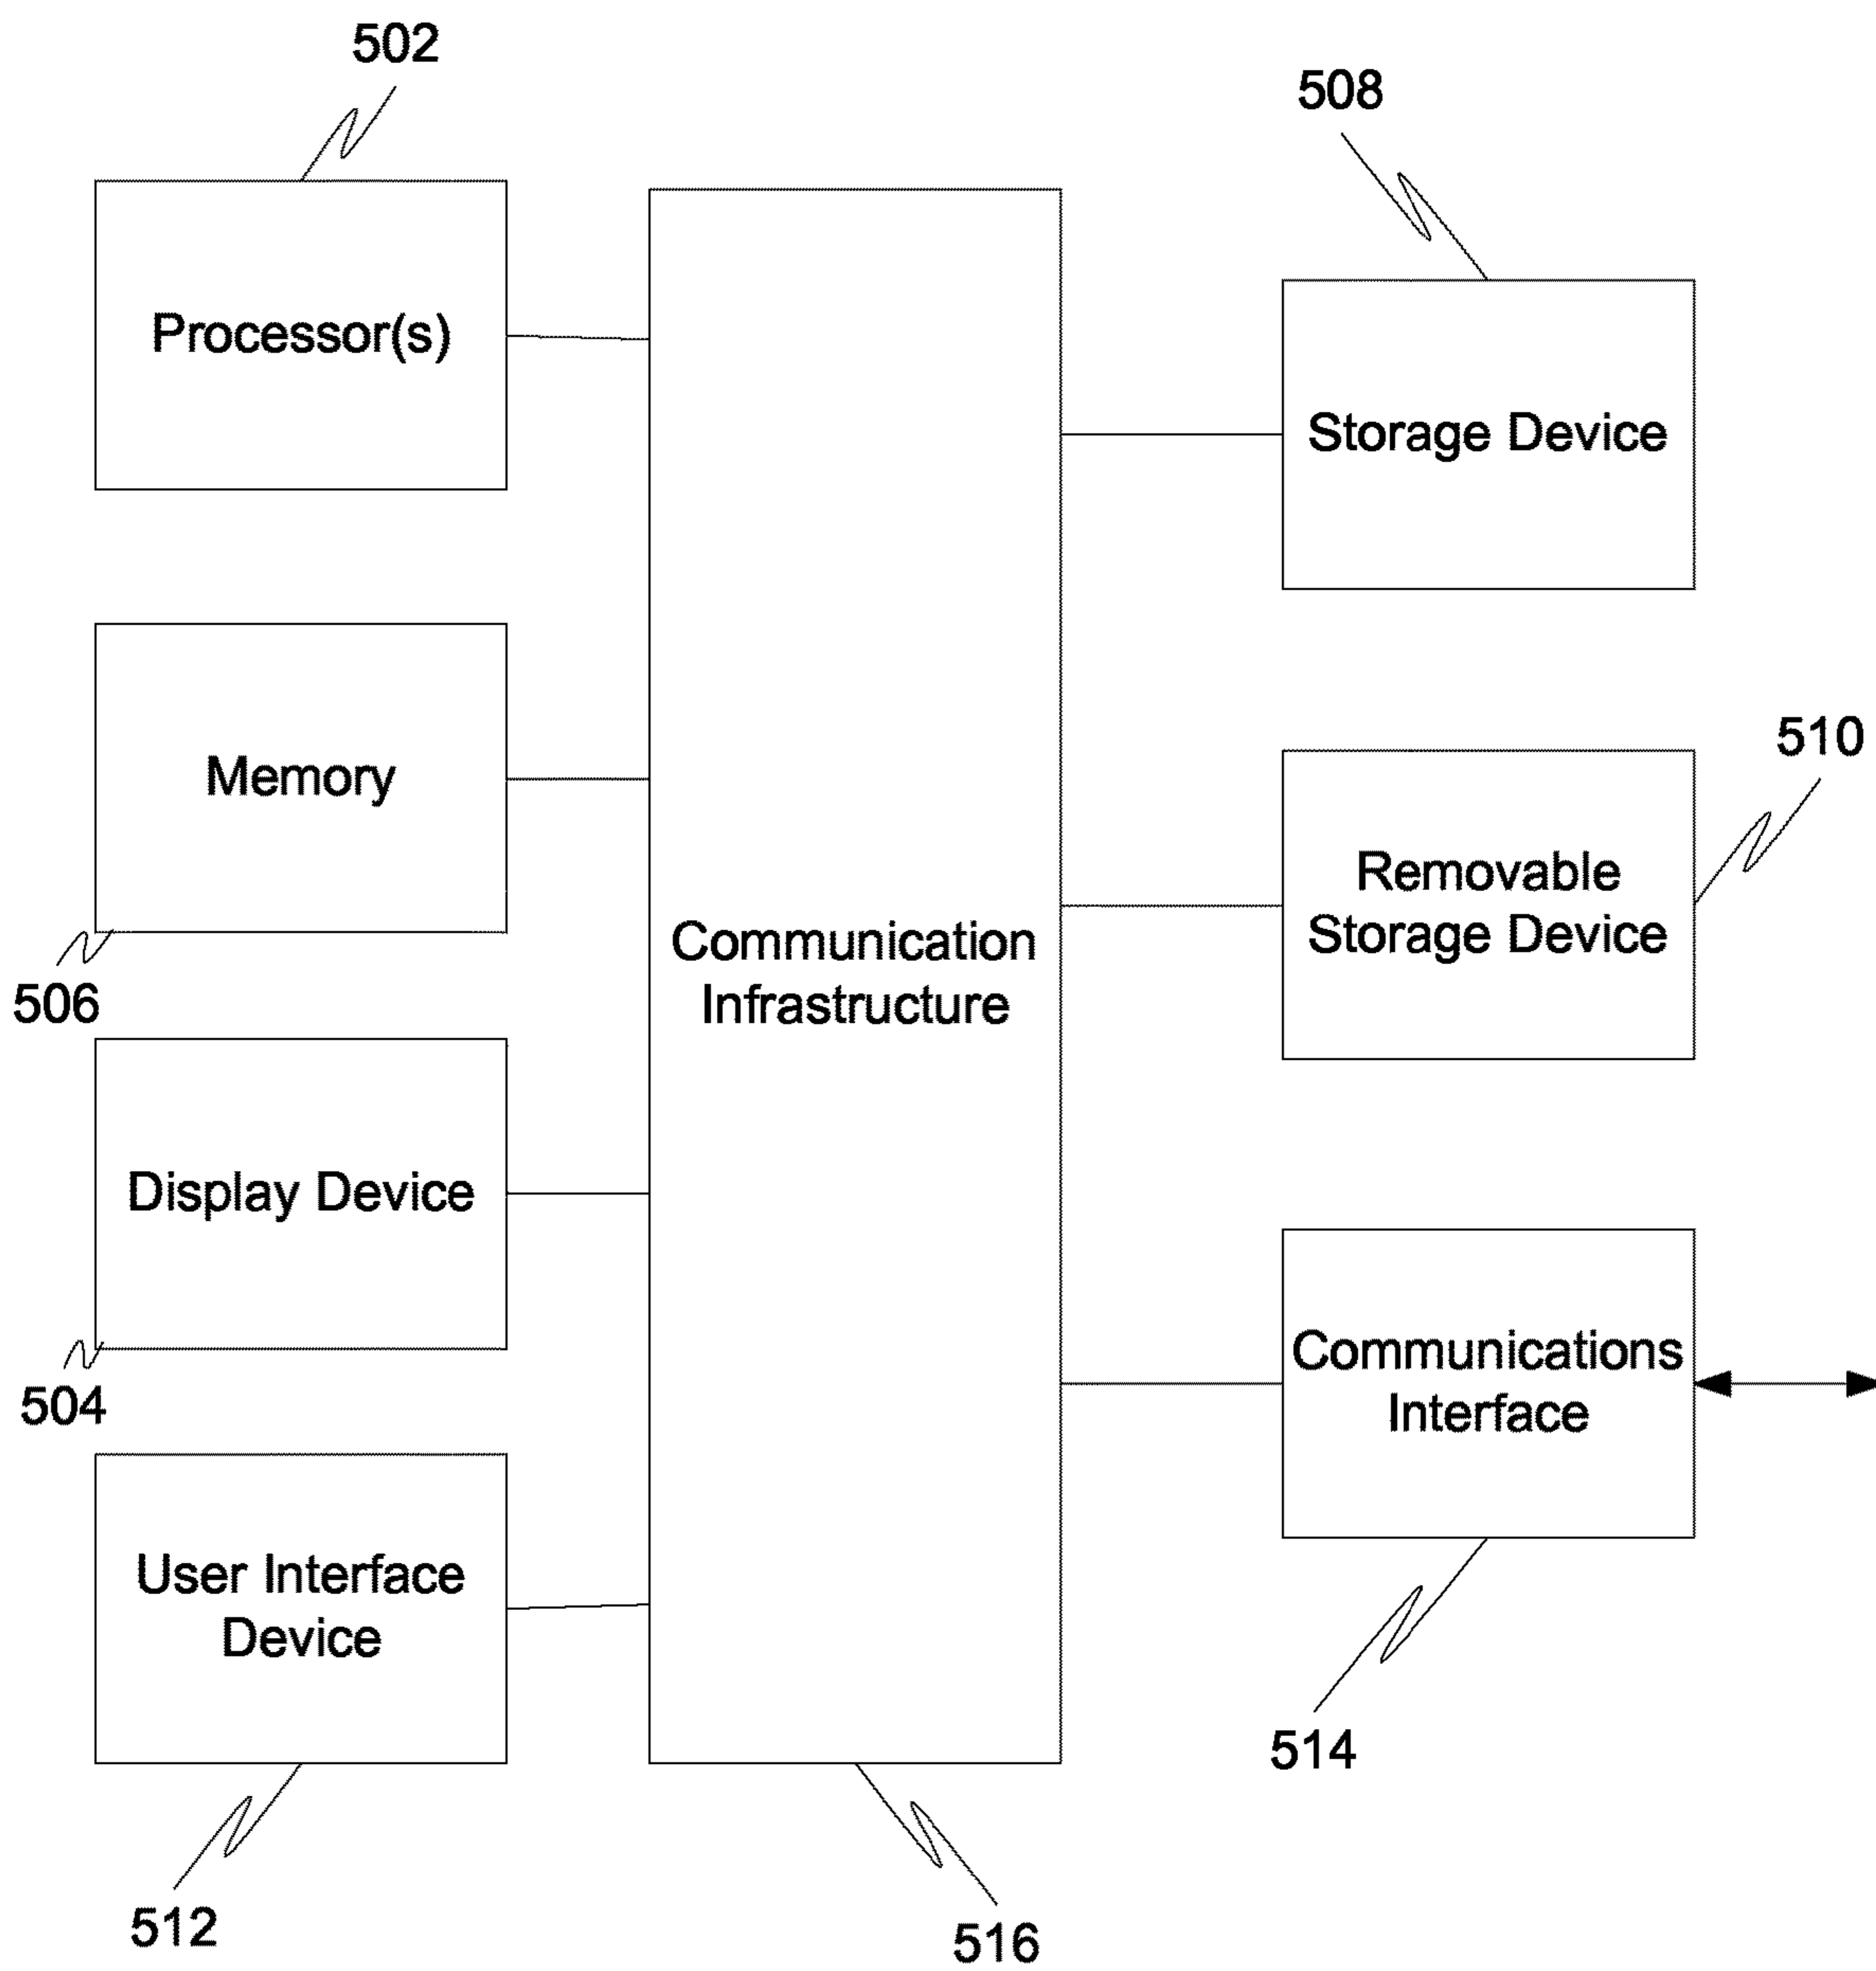 502
508
Processor(s)
Storage Device
510
Memory
Removable
Storage Device
506
Communication
Infrastructure
Display Device
504
Communications
Interface
User Interface
Device
514
512
516